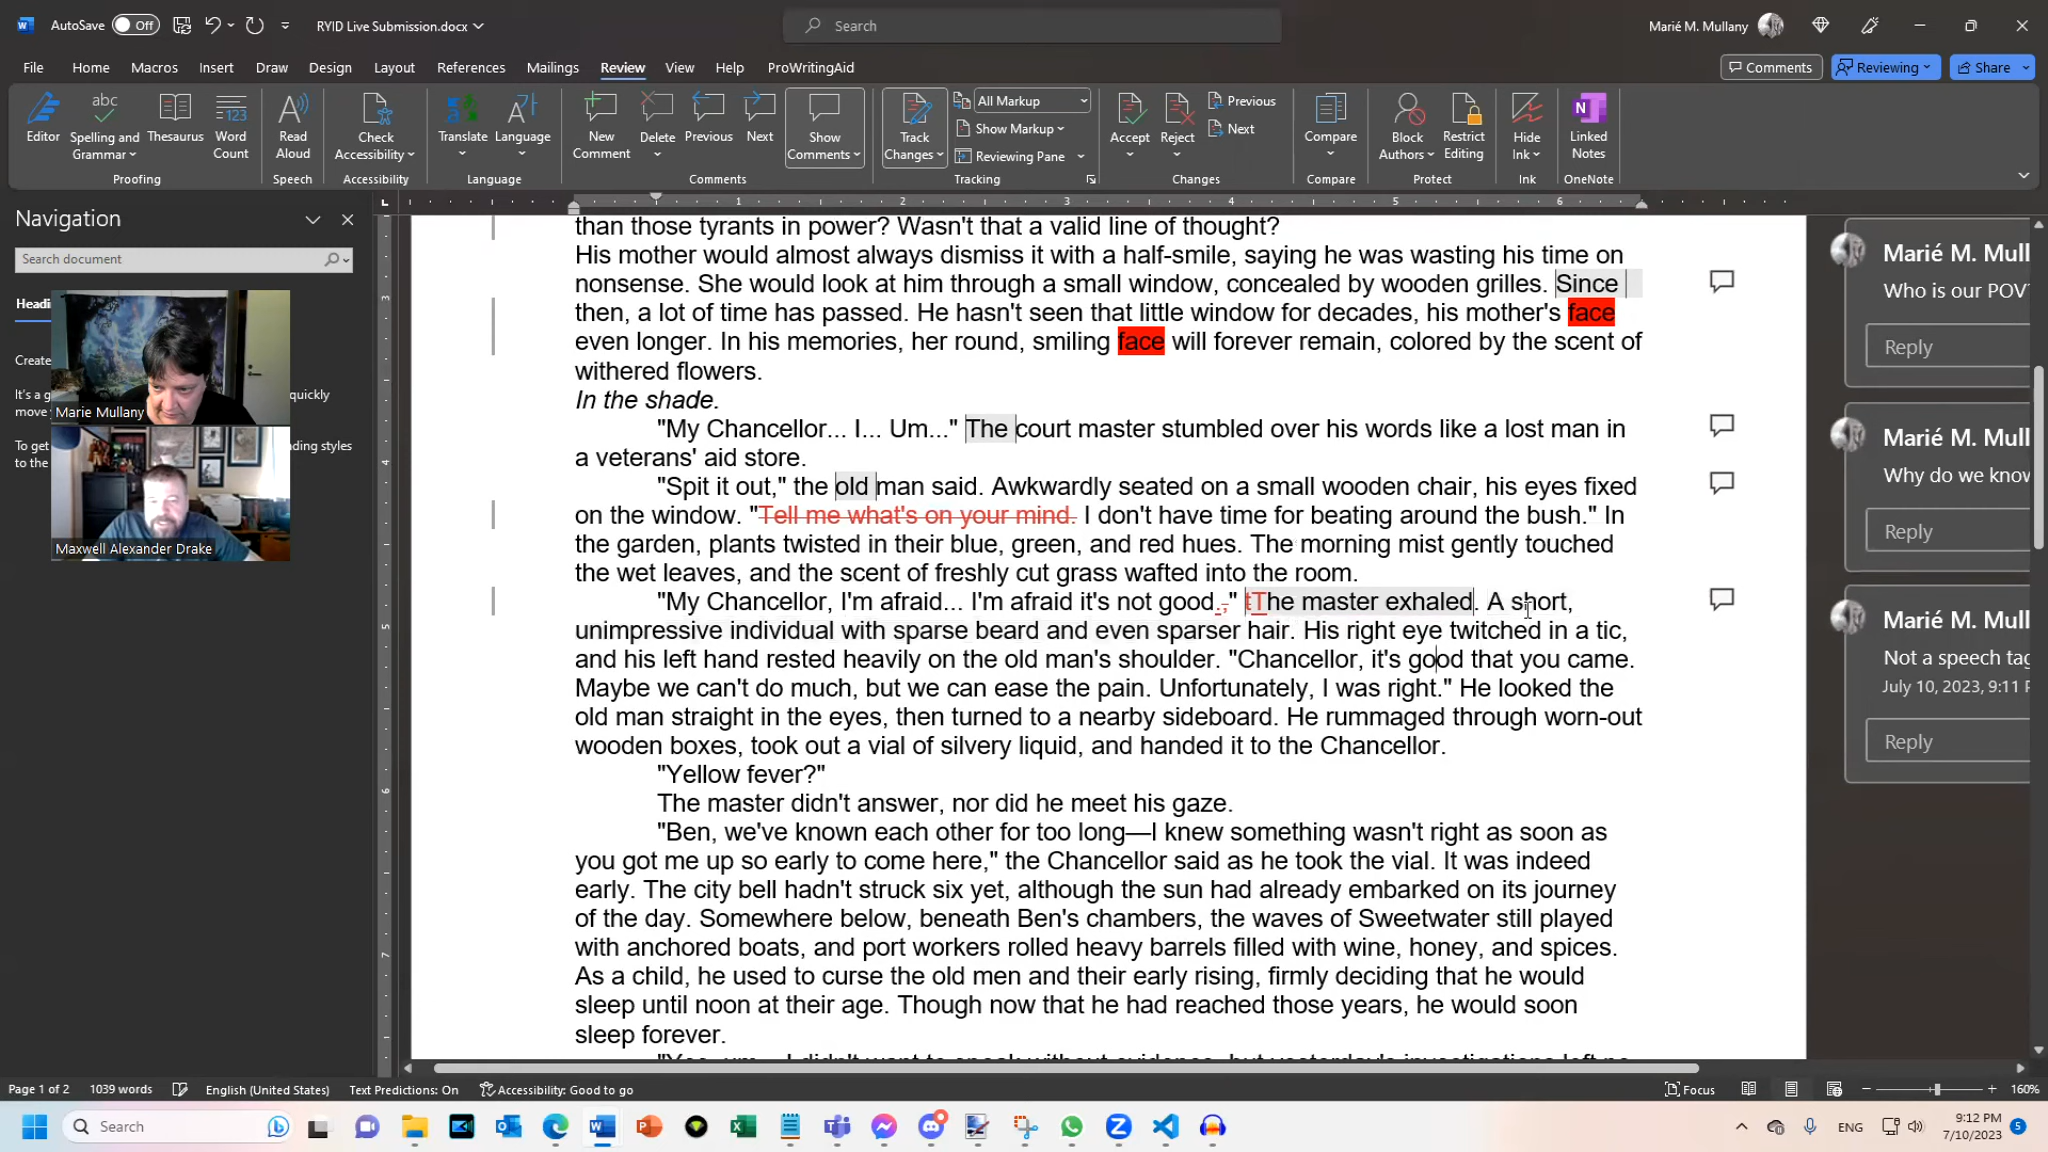 AutoSave Off RYID Live Submission.docx Search Marié M. Mullany
File Home Macros Insert Draw Design Layout References Mailings Review View Help ProWritingAid Comments Reviewing Share
Editor Spelling and Grammar Thesaurus Word Count Read Aloud Check Accessibility Translate Language New Comment Delete Previous Next Show Comments Track Changes All Markup Show Markup Reviewing Pane Accept Reject Previous Next Compare Block Authors Restrict Editing Hide Ink Linked Notes
Proofing Speech Accessibility Language Comments Tracking Changes Compare Protect Ink OneNote
Navigation
Search document
Headi
Create
It's a g
quickly
move y
To get
ding styles
to the
Marie Mullany
Maxwell Alexander Drake
L 1 2 3 4 5 6
3
4
5
6
7
than those tyrants in power? Wasn't that a valid line of thought?
His mother would almost always dismiss it with a half-smile, saying he was wasting his time on
nonsense. She would look at him through a small window, concealed by wooden grilles. Since
then, a lot of time has passed. He hasn't seen that little window for decades, his mother's face
even longer. In his memories, her round, smiling face will forever remain, colored by the scent of
withered flowers.
In the shade.
"My Chancellor... I... Um..." The court master stumbled over his words like a lost man in
a veterans' aid store.
"Spit it out," the old man said. Awkwardly seated on a small wooden chair, his eyes fixed
on the window. "Tell me what's on your mind. I don't have time for beating around the bush." In
the garden, plants twisted in their blue, green, and red hues. The morning mist gently touched
the wet leaves, and the scent of freshly cut grass wafted into the room.
"My Chancellor, I'm afraid... I'm afraid it's not good.," tThe master exhaled. A short,
unimpressive individual with sparse beard and even sparser hair. His right eye twitched in a tic,
and his left hand rested heavily on the old man's shoulder. "Chancellor, it's good that you came.
Maybe we can't do much, but we can ease the pain. Unfortunately, I was right." He looked the
old man straight in the eyes, then turned to a nearby sideboard. He rummaged through worn-out
wooden boxes, took out a vial of silvery liquid, and handed it to the Chancellor.
"Yellow fever?"
The master didn't answer, nor did he meet his gaze.
"Ben, we've known each other for too long—I knew something wasn't right as soon as
you got me up so early to come here," the Chancellor said as he took the vial. It was indeed
early. The city bell hadn't struck six yet, although the sun had already embarked on its journey
of the day. Somewhere below, beneath Ben's chambers, the waves of Sweetwater still played
with anchored boats, and port workers rolled heavy barrels filled with wine, honey, and spices.
As a child, he used to curse the old men and their early rising, firmly deciding that he would
sleep until noon at their age. Though now that he had reached those years, he would soon
sleep forever.
Marié M. Mull
Who is our POV
Reply
Marié M. Mull
Why do we know
Reply
Marié M. Mull
Not a speech tag
July 10, 2023, 9:11 P
Reply
Page 1 of 2 1039 words English (United States) Text Predictions: On Accessibility: Good to go Focus 160%
Search ENG 9:12 PM
7/10/2023 5